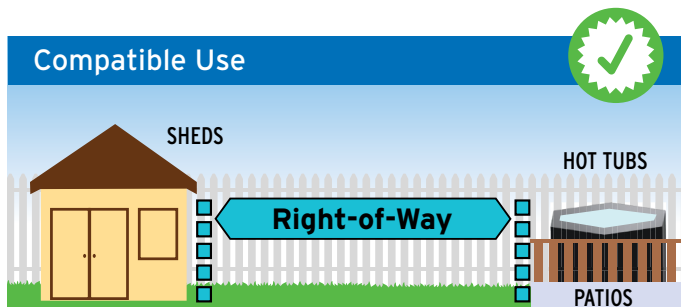 Compatible Use
SHEDS
HOT TUBS
Right-of-Way
PATIOS